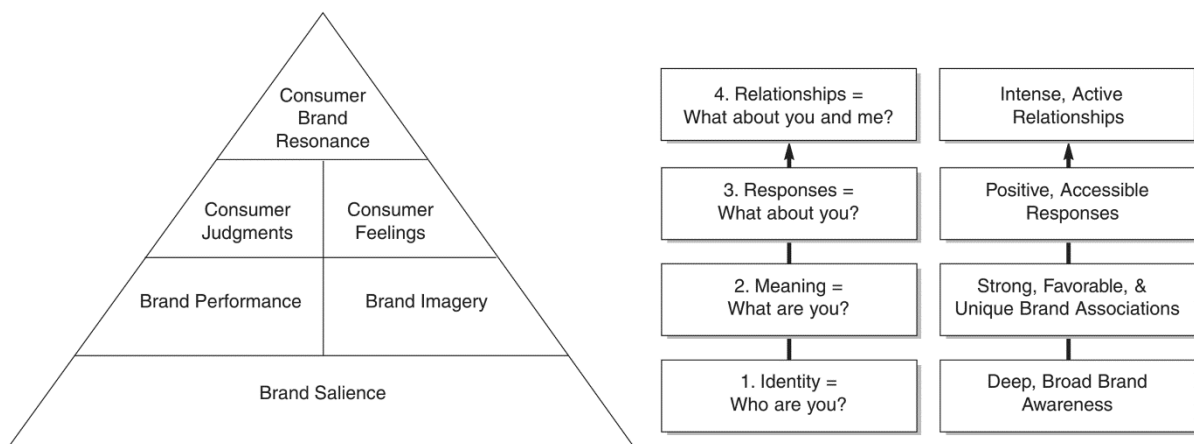 Consumer
Brand
Resonance
Consumer
Judgments
Consumer
Feelings
Brand Performance
Brand Imagery
Brand Salience
4. Relationships =
What about you and me?
Intense, Active
Relationships
3. Responses =
What about you?
Positive, Accessible
Responses
2. Meaning =
What are you?
Strong, Favorable, &
Unique Brand Associations
1. Identity =
Who are you?
Deep, Broad Brand
Awareness